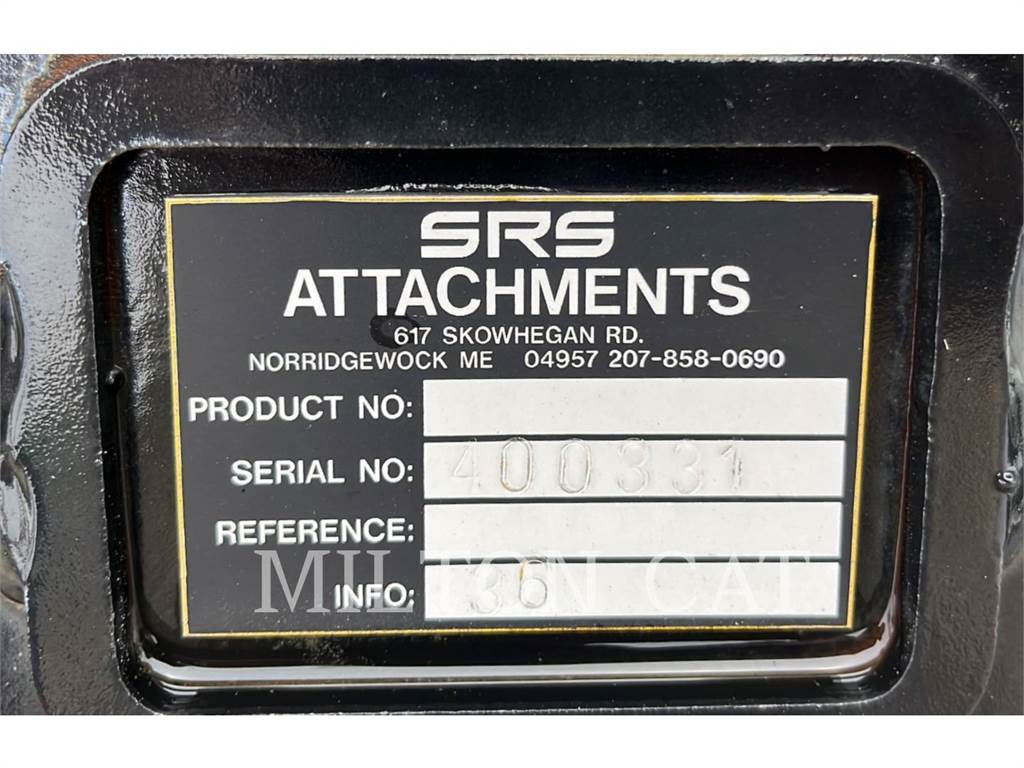 SRS
ATTACHMENTS
617 SKOWHEGAN RD.
NORRIDGEWOCK ME 04957 207-858-0690
PRODUCT NO:
SERIAL NO: 400331
REFERENCE:
MILTON CAT
INFO: 36